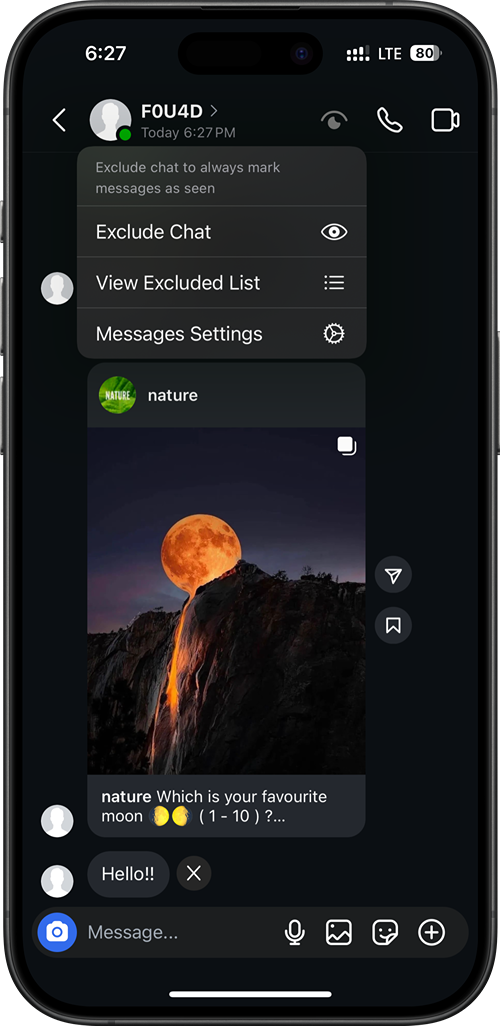 6:27
LTE 80
F0U4D
Today 6:27 PM
Exclude chat to always mark
messages as seen
Exclude Chat
View Excluded List
Messages Settings
NATURE
nature
nature Which is your favourite
moon 🌔🌖 ( 1 - 10 ) ?...
Hello!!
Message...